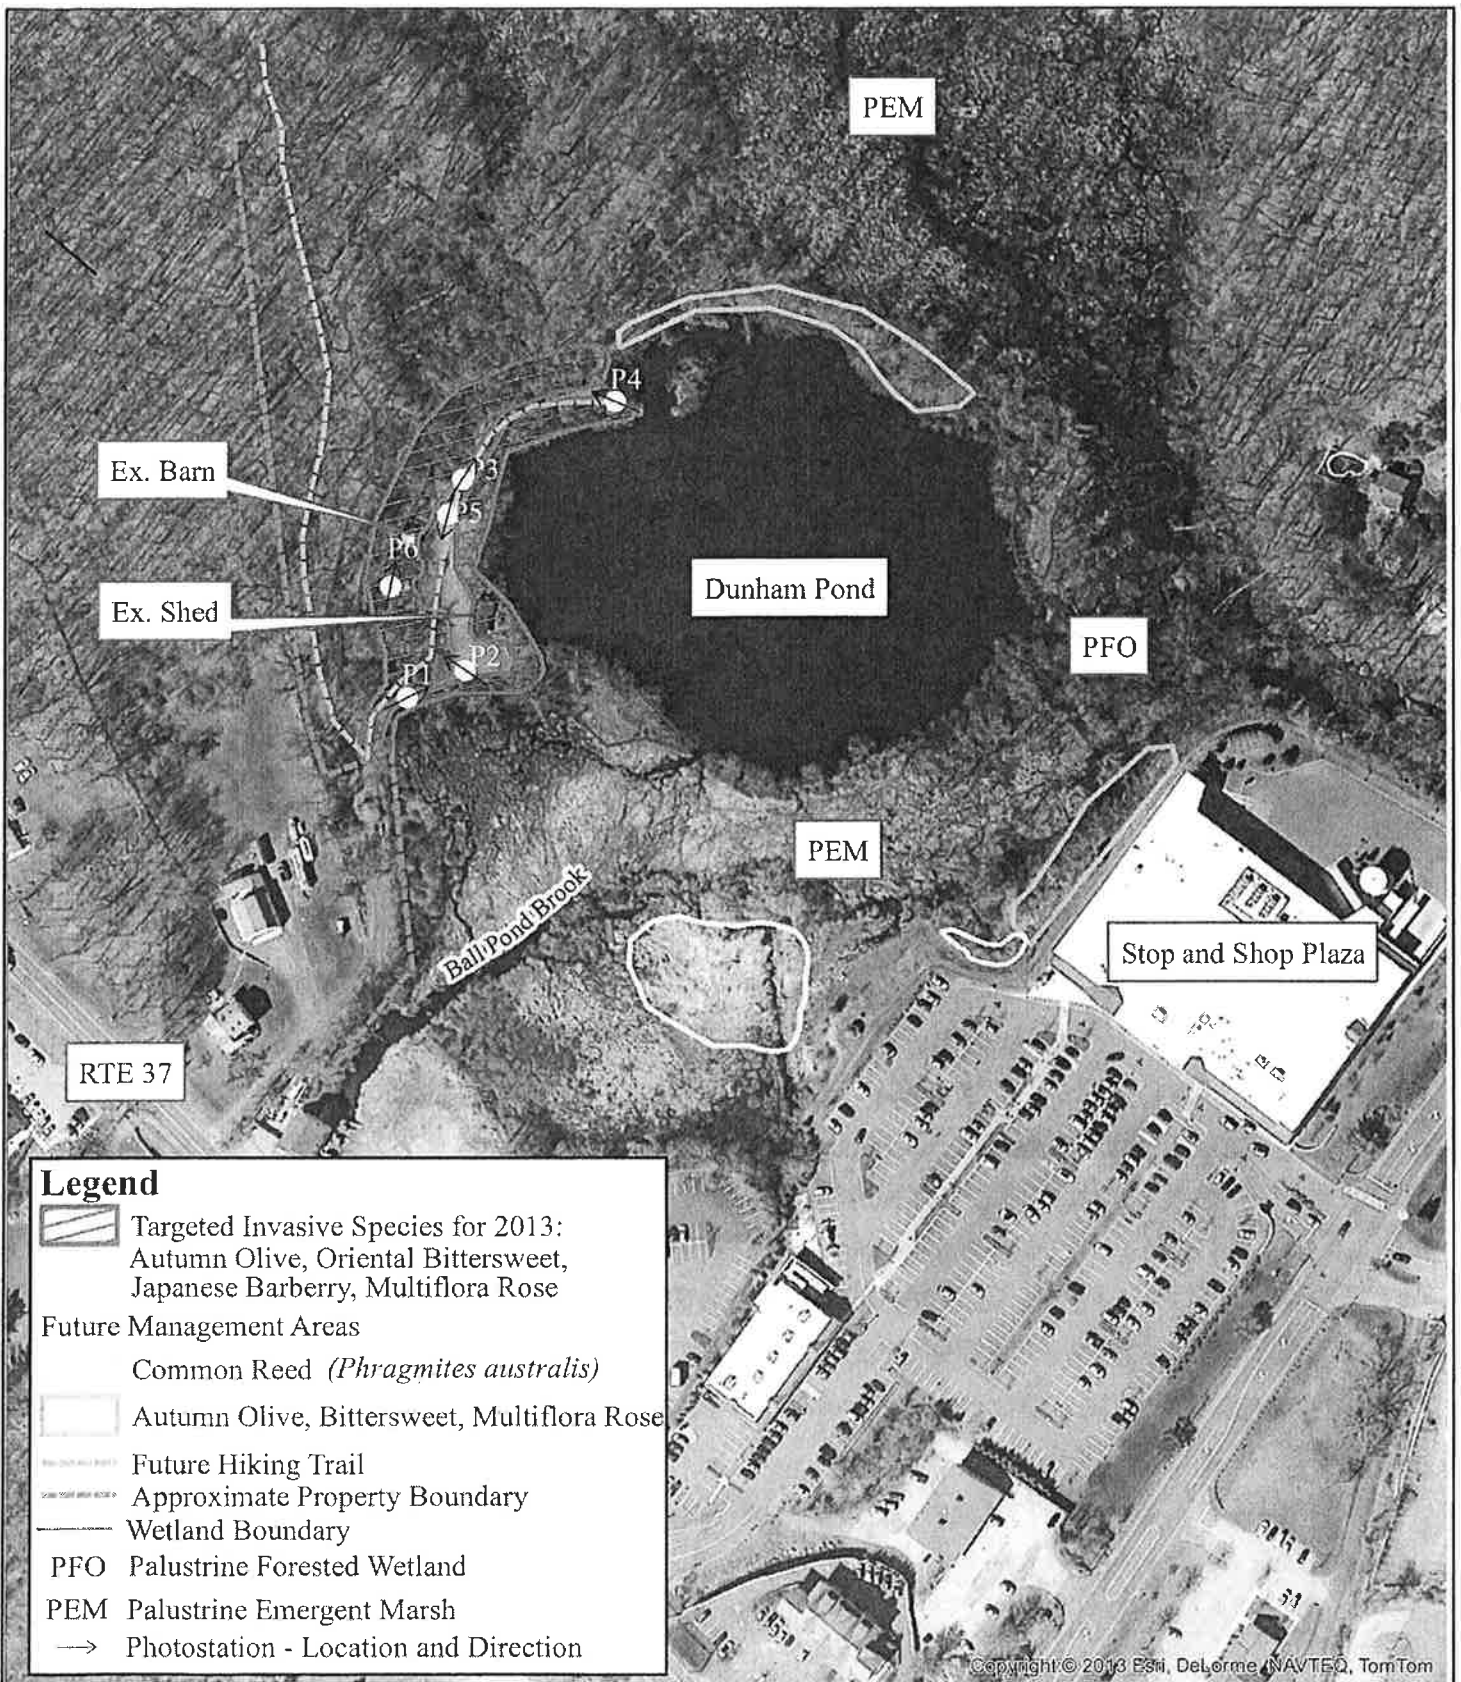 PEM
P4
Ex. Barn
P3
P5
P6
Dunham Pond
Ex. Shed
PFO
P2
P1
PEM
Ball Pond Brook
Stop and Shop Plaza
RTE 37
Legend
Targeted Invasive Species for 2013:
Autumn Olive, Oriental Bittersweet,
Japanese Barberry, Multiflora Rose
Future Management Areas
Common Reed (Phragmites australis)
Autumn Olive, Bittersweet, Multiflora Rose
Future Hiking Trail
Approximate Property Boundary
Wetland Boundary
PFO Palustrine Forested Wetland
PEM Palustrine Emergent Marsh
Photostation - Location and Direction
Copyright:© 2013 Esri, DeLorme, NAVTEQ, TomTom